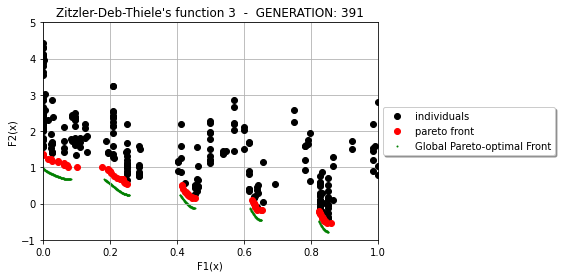 Zitzler-Deb-Thiele's function 3 - GENERATION: 391
5
4
3
2
1
0
−1
F2(x)
0.0 0.2 0.4 0.6 0.8 1.0
F1(x)
individuals
pareto front
Global Pareto-optimal Front